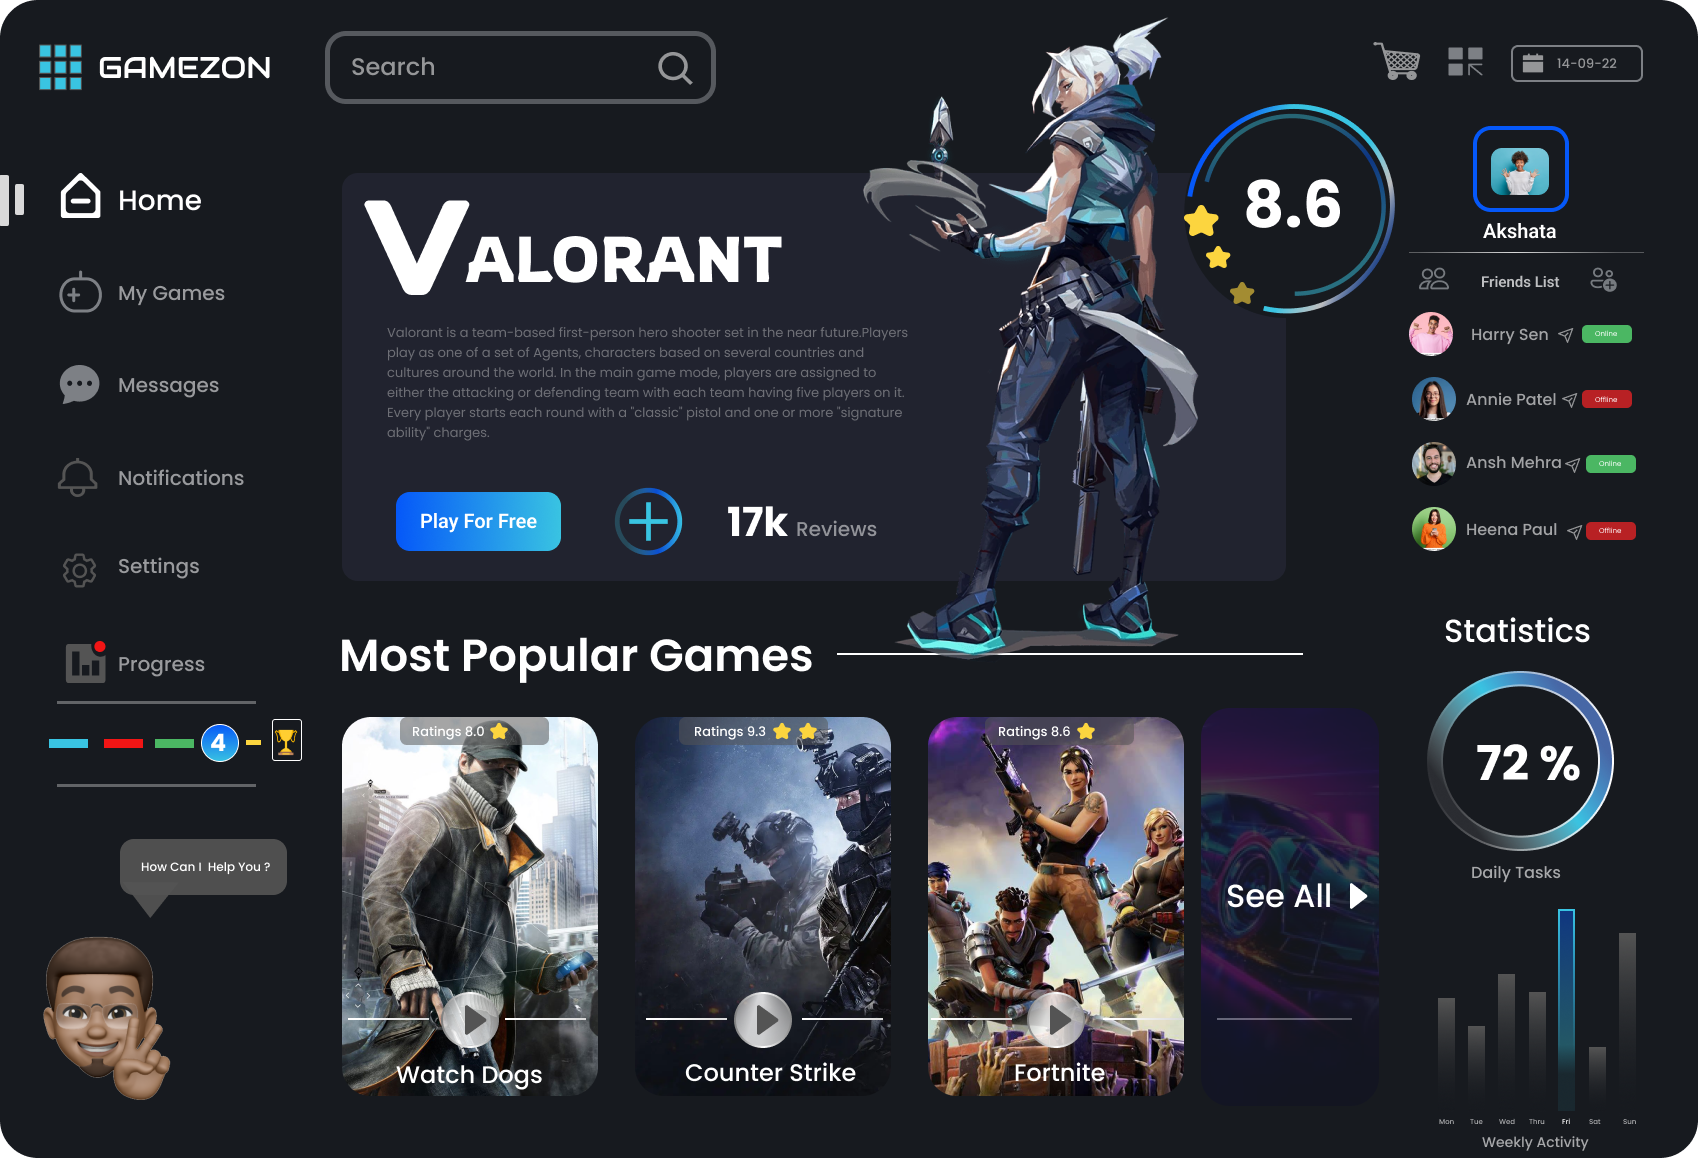 GAMEZON
Search
14-09-22
Home
My Games
Messages
Notifications
Settings
Progress
4
How Can I Help You ?
VALORANT
Valorant is a team-based first-person hero shooter set in the near future.Players
play as one of a set of Agents, characters based on several countries and
cultures around the world. In the main game mode, players are assigned to
either the attacking or defending team with each team having five players on it.
Every player starts each round with a "classic" pistol and one or more "signature
ability" charges.
Play For Free
17k Reviews
8.6
Akshata
Friends List
Harry Sen Online
Annie Patel Offline
Ansh Mehra Online
Heena Paul Offline
Most Popular Games
Ratings 8.0
Watch Dogs
Ratings 9.3
Counter Strike
Ratings 8.6
Fortnite
See All
Statistics
72 %
Daily Tasks
Mon Tue Wed Thru Fri Sat Sun
Weekly Activity